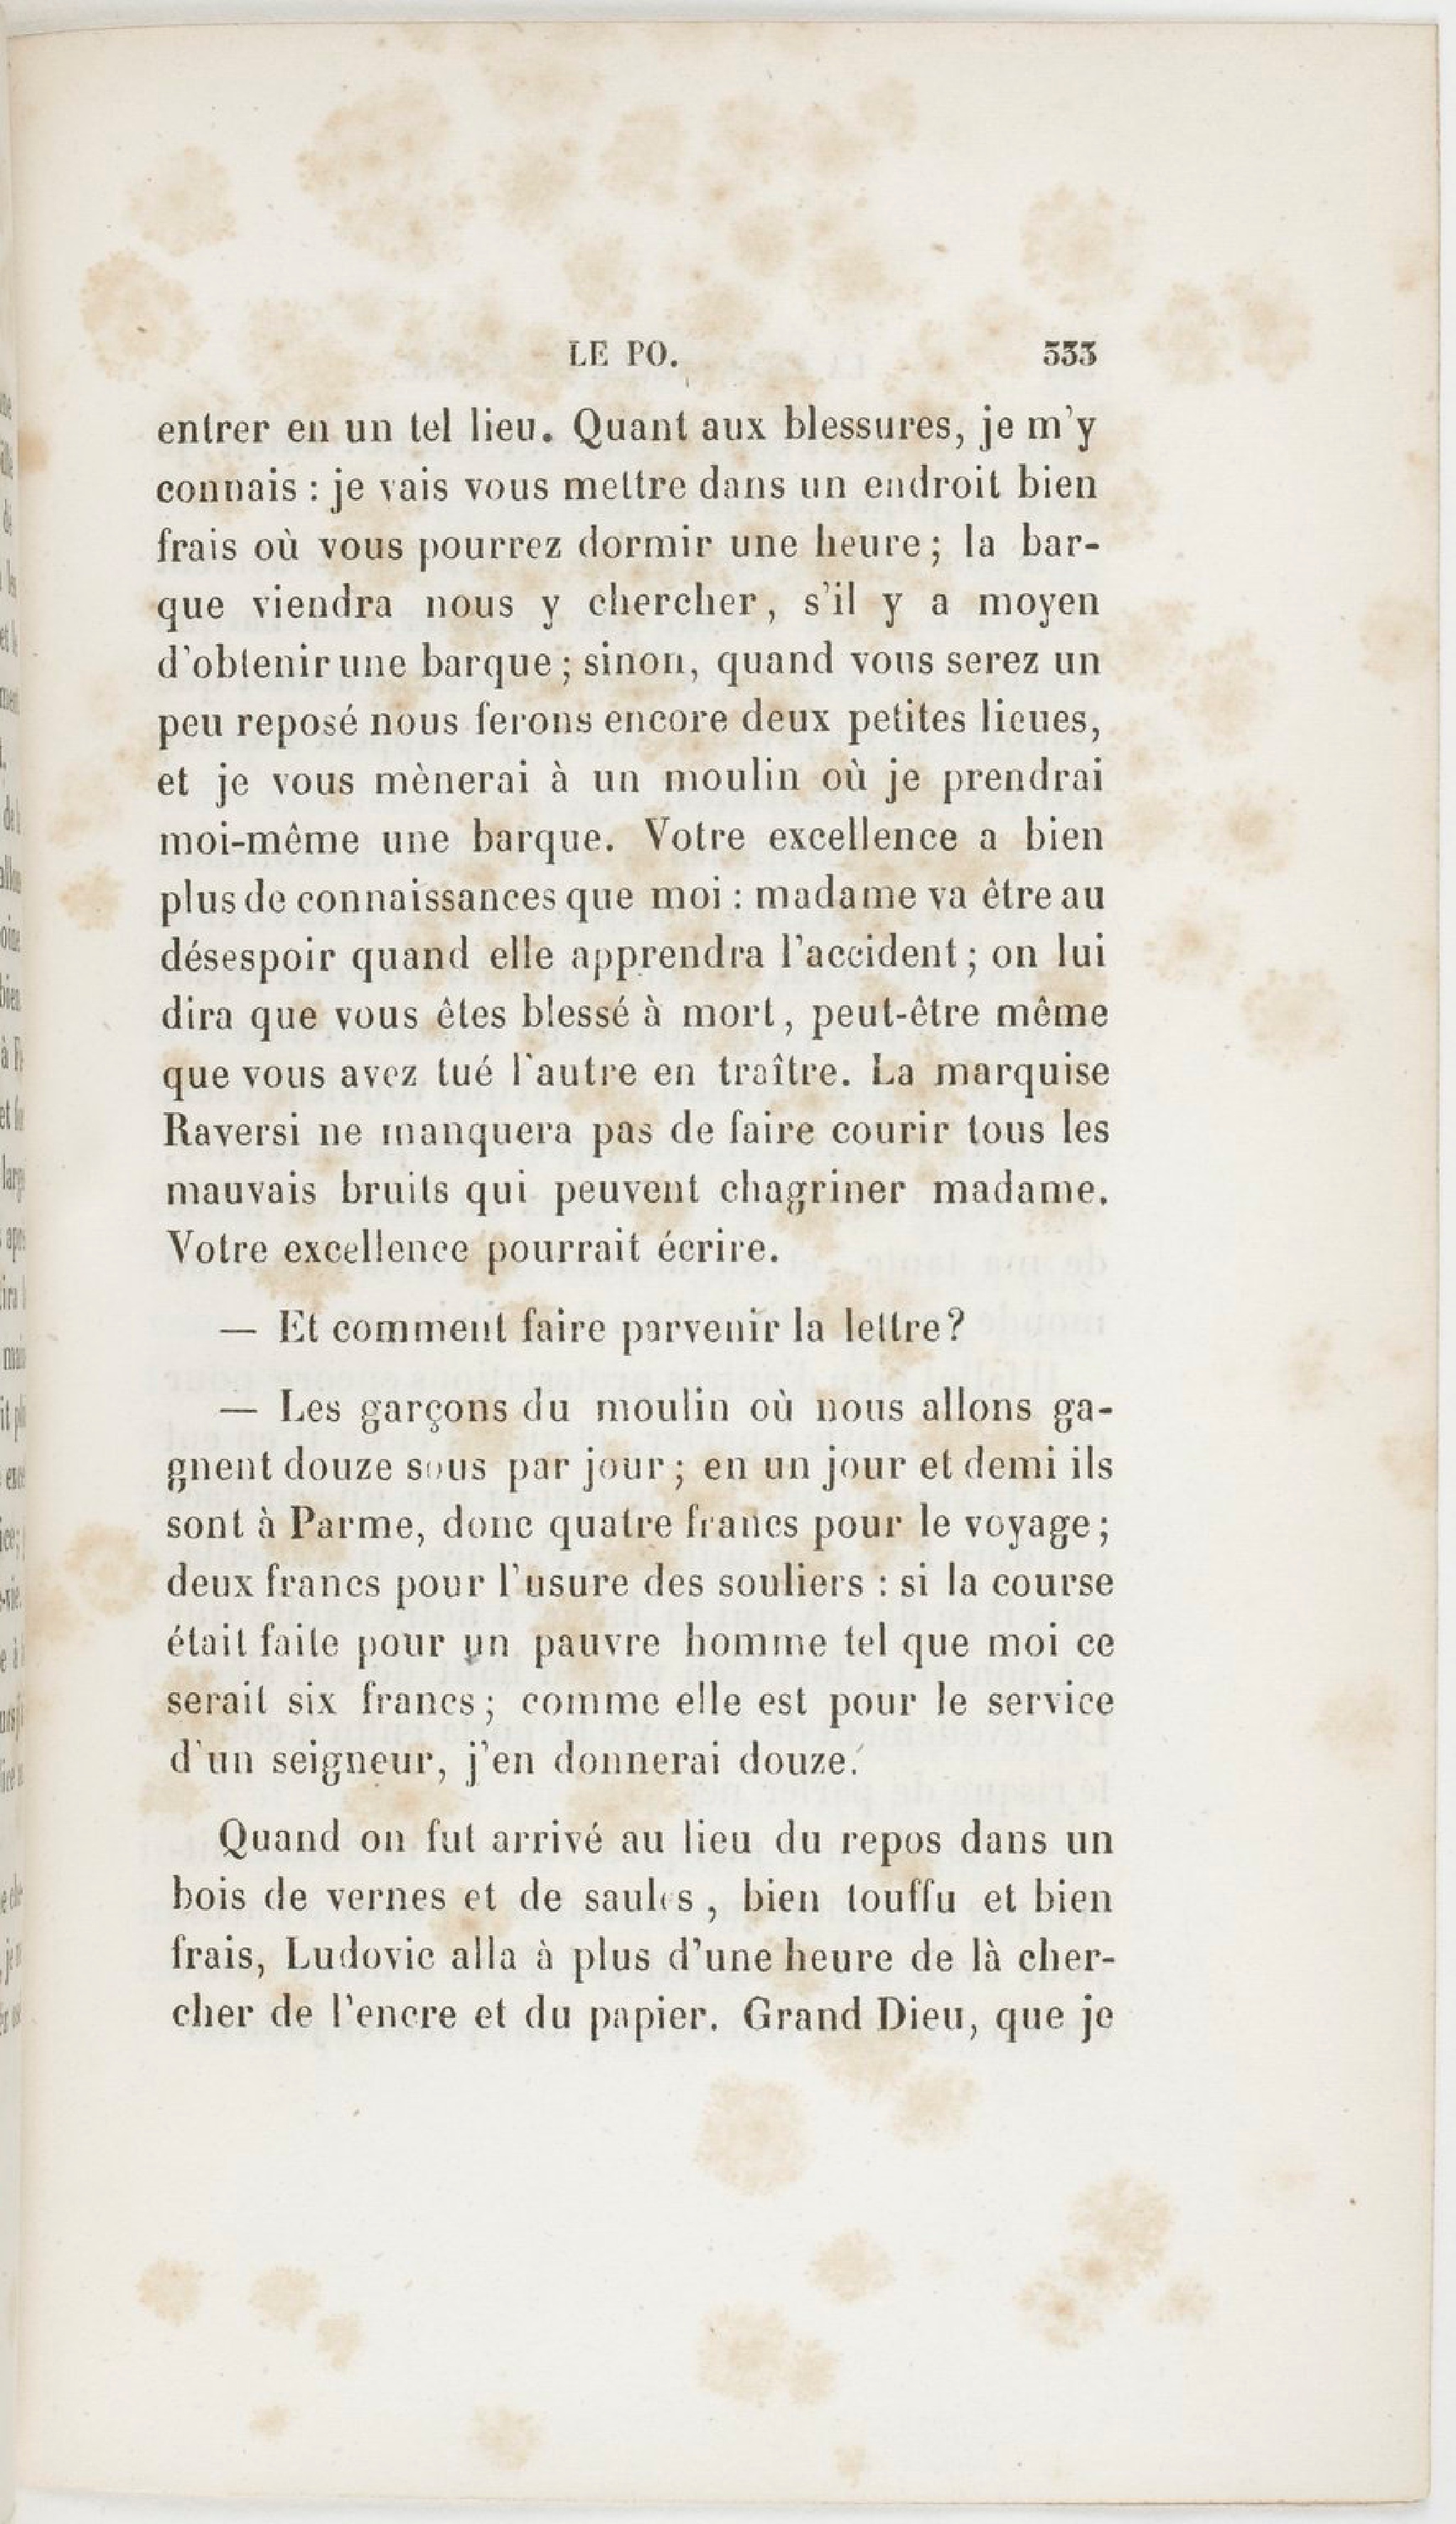 LE PO. 333
entrer en un tel lieu. Quant aux blessures, je m'y
connais : je vais vous mettre dans un endroit bien
frais où vous pourrez dormir une heure ; la bar-
que viendra nous y chercher, s'il y a moyen
d'obtenir une barque ; sinon, quand vous serez un
peu reposé nous ferons encore deux petites lieues,
et je vous mènerai à un moulin où je prendrai
moi-même une barque. Votre excellence a bien
plus de connaissances que moi : madame va être au
désespoir quand elle apprendra l'accident ; on lui
dira que vous êtes blessé à mort, peut-être même
que vous avez tué l'autre en traître. La marquise
Raversi ne manquera pas de faire courir tous les
mauvais bruits qui peuvent chagriner madame.
Votre excellence pourrait écrire.
— Et comment faire parvenir la lettre?
— Les garçons du moulin où nous allons ga-
gnent douze sous par jour ; en un jour et demi ils
sont à Parme, donc quatre francs pour le voyage ;
deux francs pour l'usure des souliers : si la course
était faite pour un pauvre homme tel que moi ce
serait six francs ; comme elle est pour le service
d'un seigneur, j'en donnerai douze.
Quand on fut arrivé au lieu du repos dans un
bois de vernes et de saules, bien touffu et bien
frais, Ludovic alla à plus d'une heure de là cher-
cher de l'encre et du papier. Grand Dieu, que je